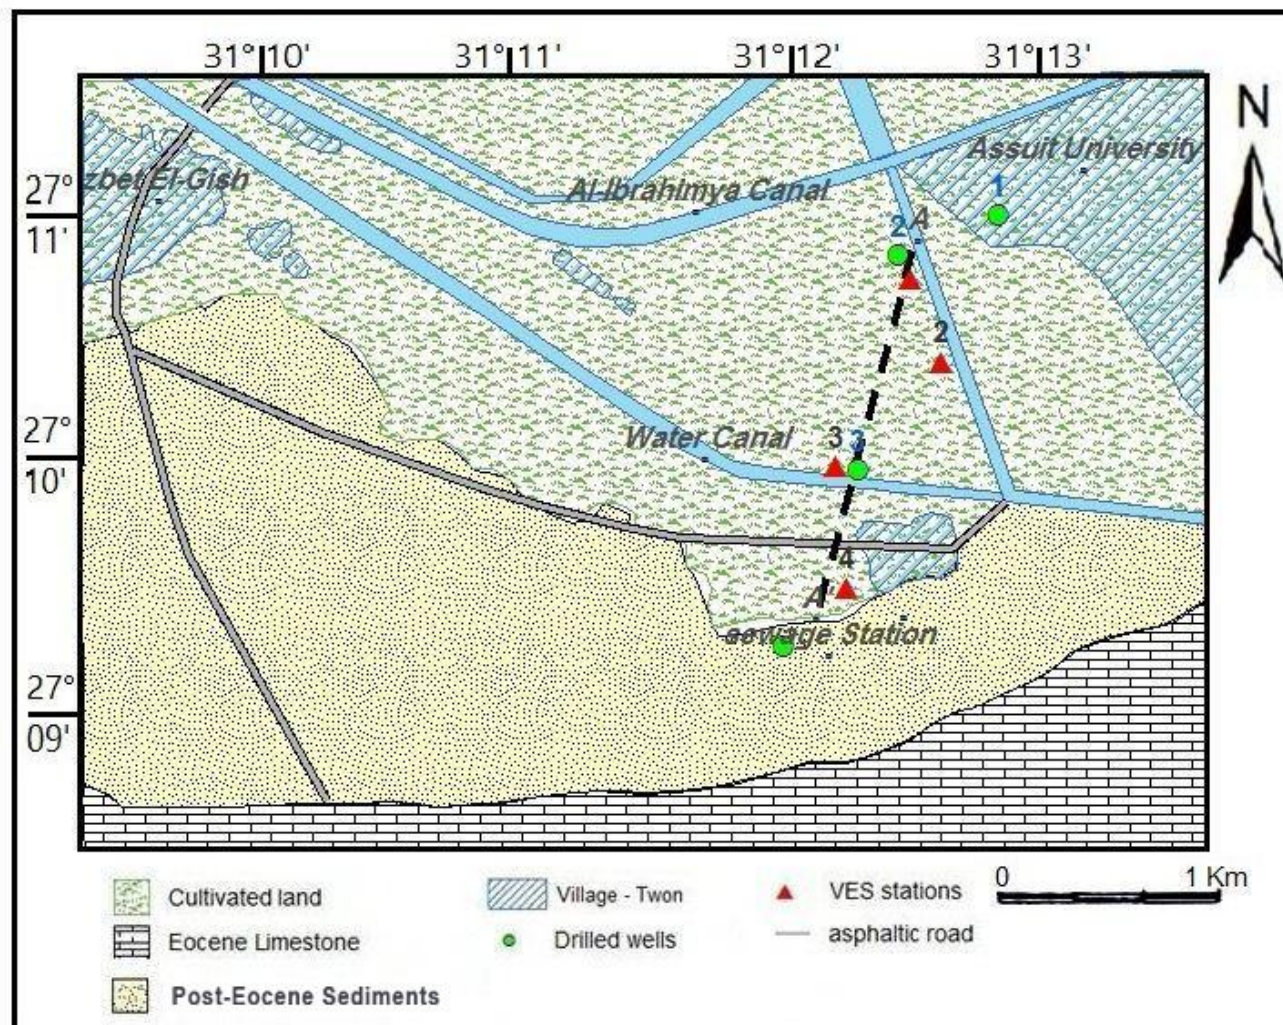 31°10' 31°11' 31°12' 31°13'
N
Assuit University
zbet El-Gish
27°
11'
1
Al-Ibrahimya Canal
2 A
2
27°
10'
Water Canal
3 3
4
A'
sewage Station
27°
09'
0 1 Km
Cultivated land
Village - Twon
VES stations
Eocene Limestone
Drilled wells
asphaltic road
Post-Eocene Sediments